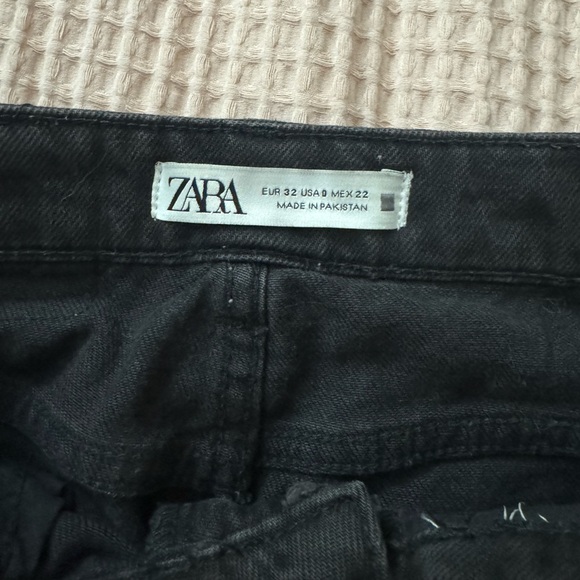 ZARA
EUR 32 USA 0 MEX 22
MADE IN PAKISTAN